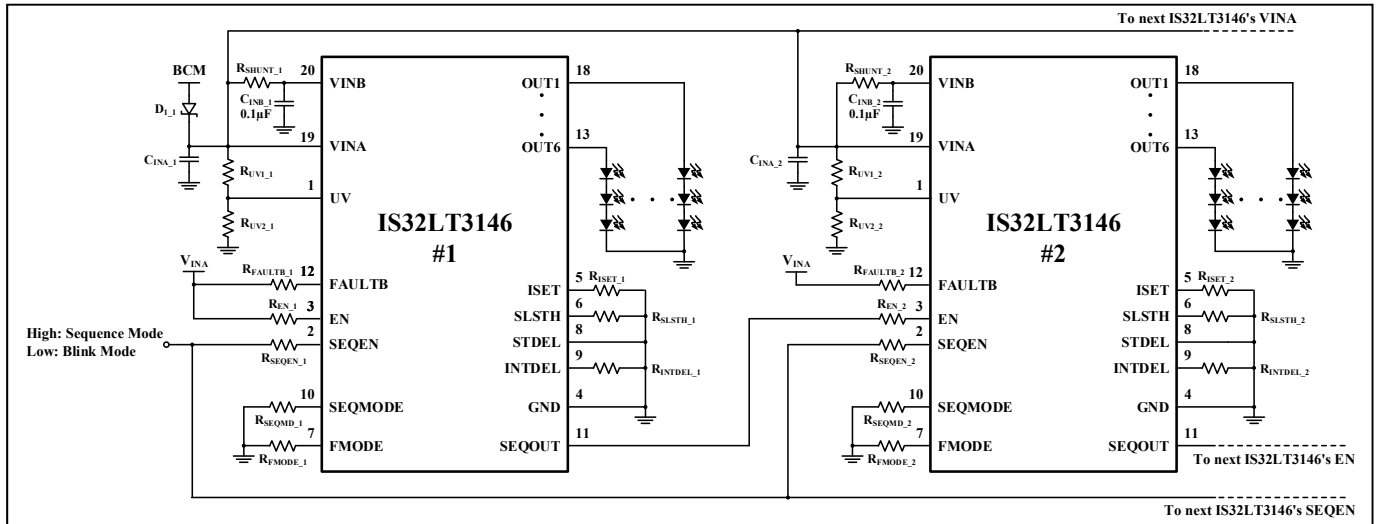 To next IS32LT3146's VINA
BCM
D1_1
CINA_1
RSHUNT_1
CINB_1
0.1µF
RUV1_1
RUV2_1
VINA
RFAULTB_1
REN_1
High: Sequence Mode
Low: Blink Mode
RSEQEN_1
RSEQMD_1
RFMODE_1
20
VINB
19
VINA
1
UV
12
FAULTB
3
EN
2
SEQEN
10
SEQMODE
7
FMODE
IS32LT3146
#1
18
OUT1
13
OUT6
5
ISET
6
SLSTH
8
STDEL
9
INTDEL
4
GND
11
SEQOUT
RISET_1
RSLSTH_1
RINTDEL_1
CINA_2
RSHUNT_2
CINB_2
0.1µF
RUV1_2
RUV2_2
VINA
RFAULTB_2
REN_2
RSEQEN_2
RSEQMD_2
RFMODE_2
20
VINB
19
VINA
1
UV
12
FAULTB
3
EN
2
SEQEN
10
SEQMODE
7
FMODE
IS32LT3146
#2
18
OUT1
13
OUT6
5
ISET
6
SLSTH
8
STDEL
9
INTDEL
4
GND
11
SEQOUT
RISET_2
RSLSTH_2
RINTDEL_2
To next IS32LT3146's EN
To next IS32LT3146's SEQEN